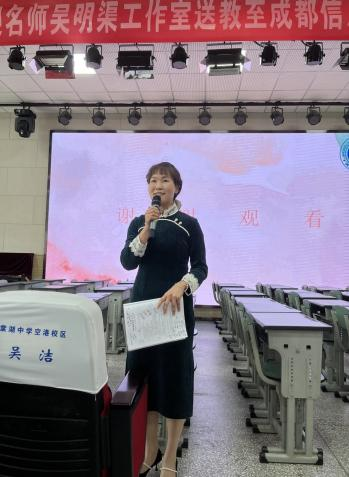 名师吴明渠工作室送教至成都信
谢 观 看
棠湖中学空港校区
吴洁